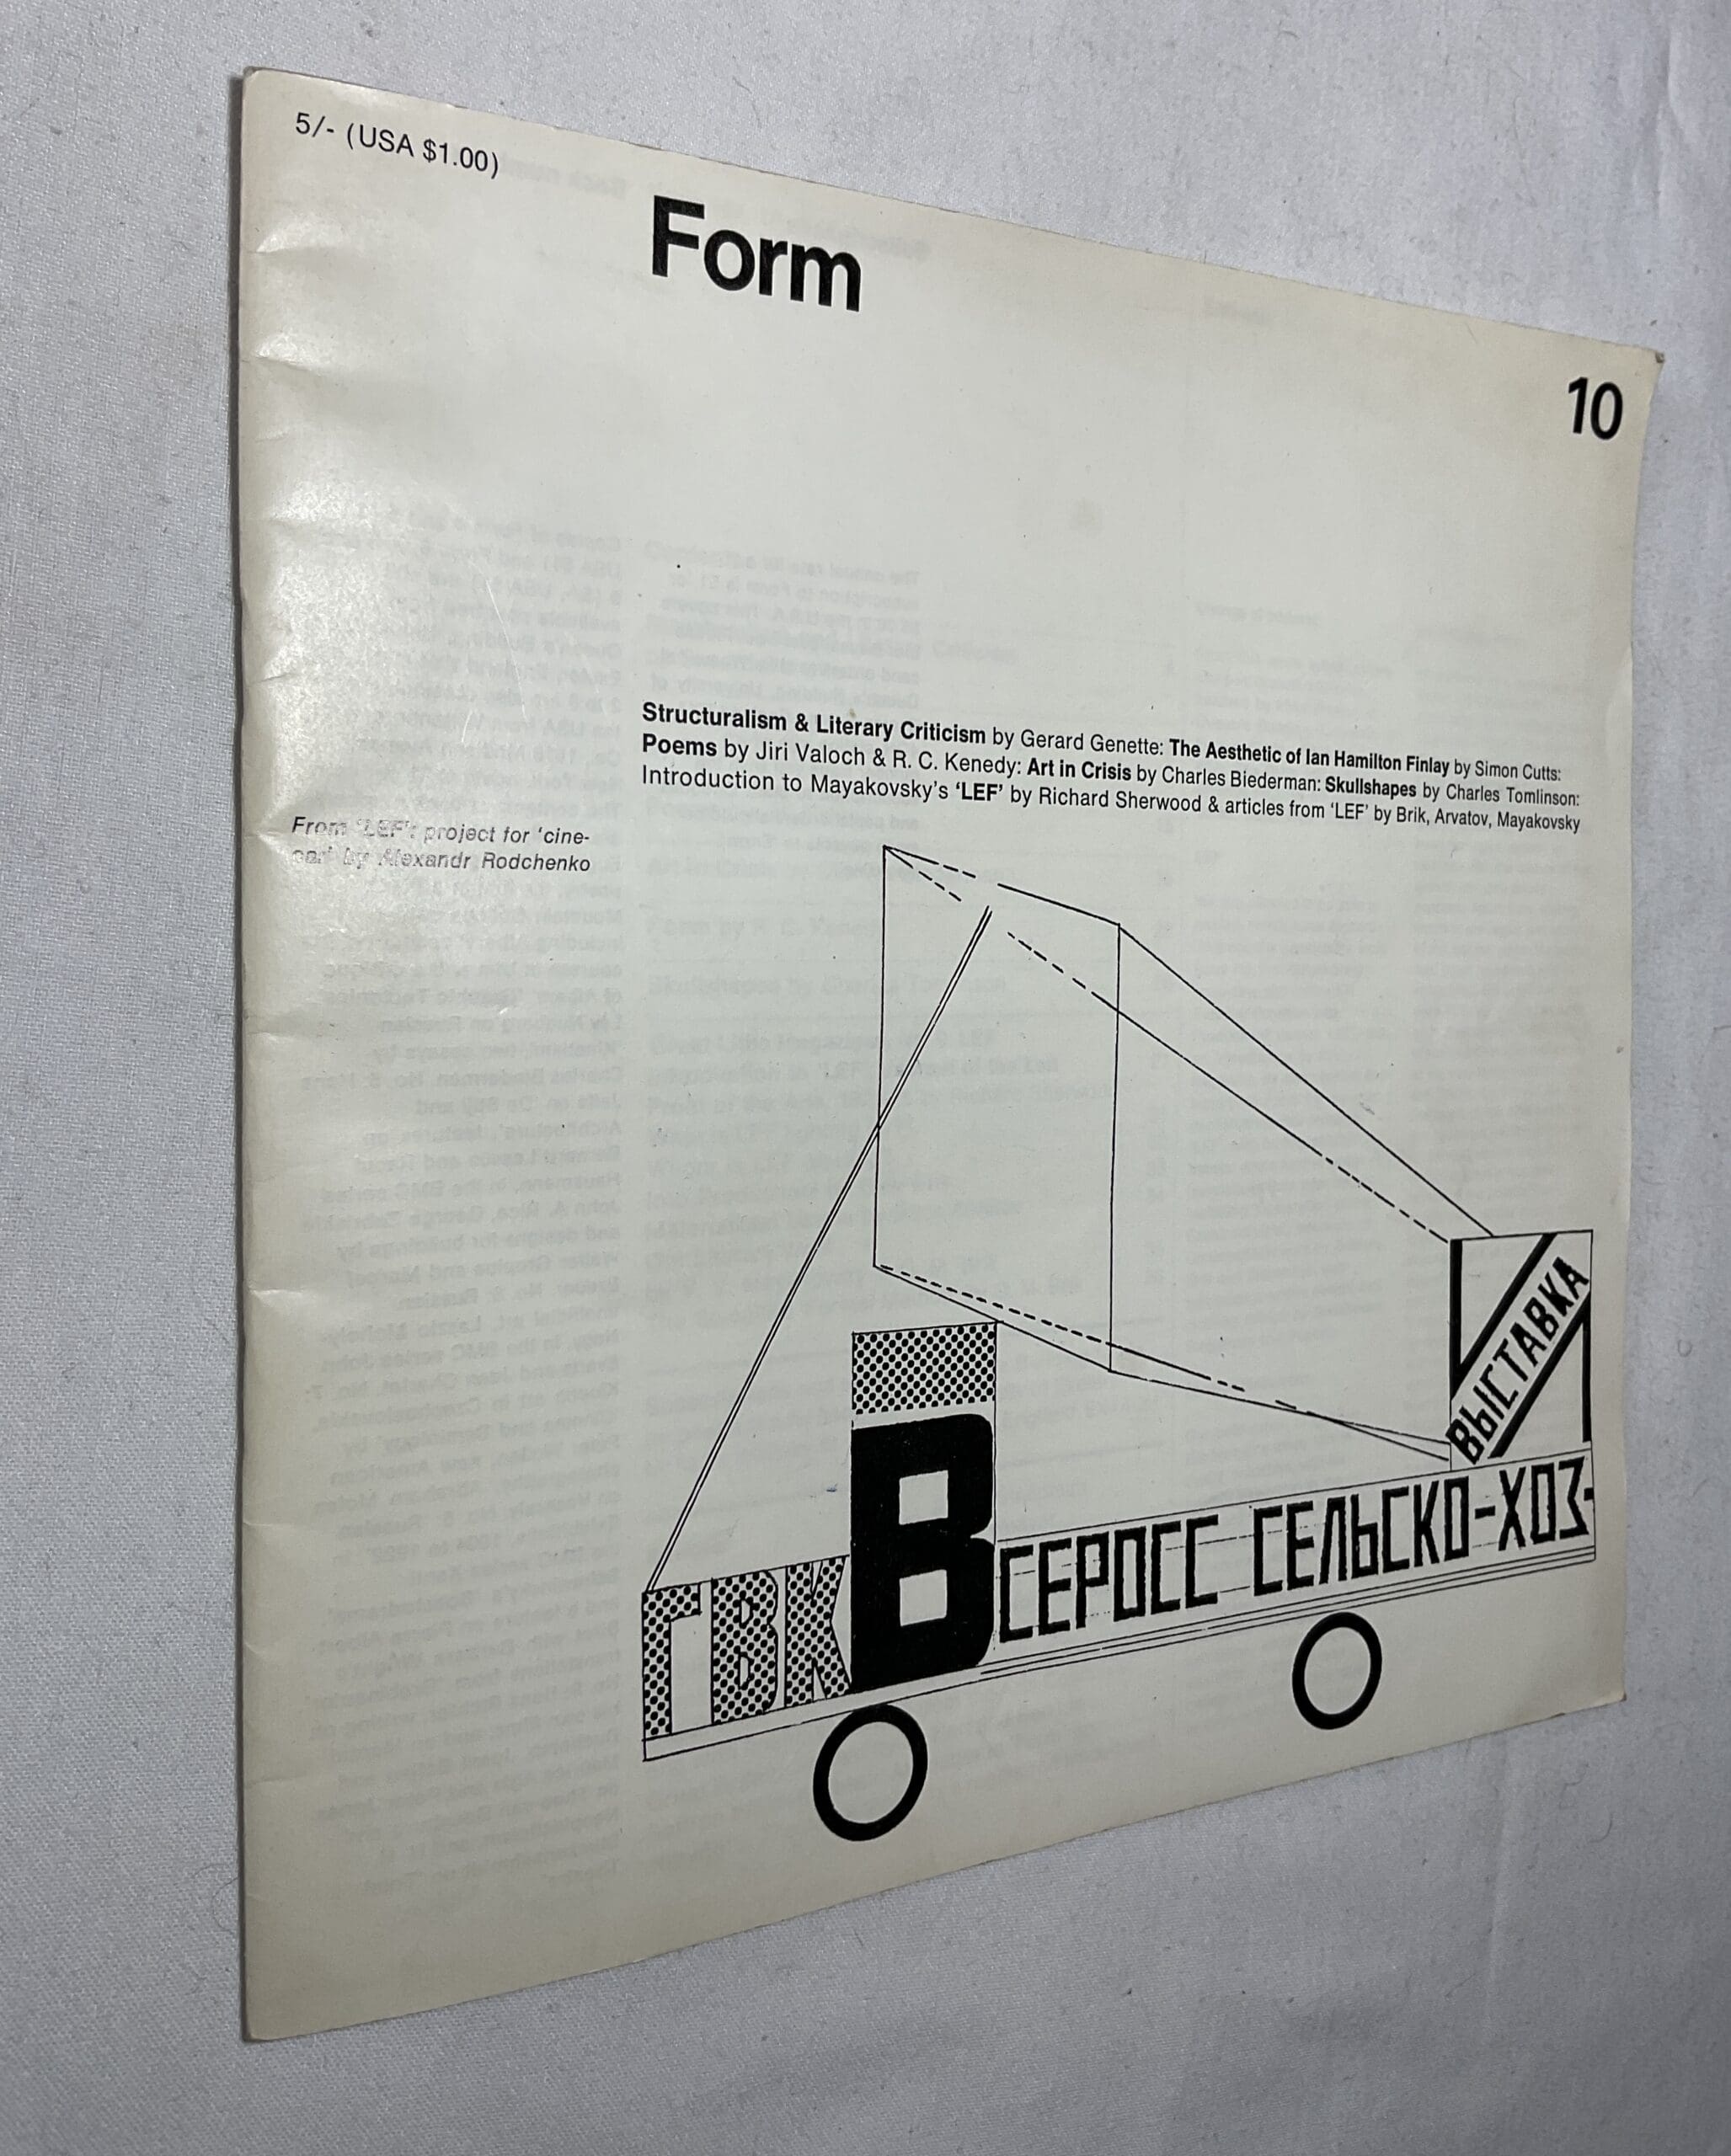 5/- (USA $1.00)
Form
10
Structuralism & Literary Criticism by Gerard Genette: The Aesthetic of Ian Hamilton Finlay by Simon Cutts:
Poems by Jiri Valoch & R. C. Kenedy: Art in Crisis by Charles Biederman: Skullshapes by Charles Tomlinson:
Introduction to Mayakovsky's 'LEF' by Richard Sherwood & articles from 'LEF' by Brik, Arvatov, Mayakovsky
From 'LEF': project for 'cine-
car' by Alexandr Rodchenko
ВЫСТАВКА
ГВК ВСЕРОСС СЕЛЬСКО-ХОЗ-